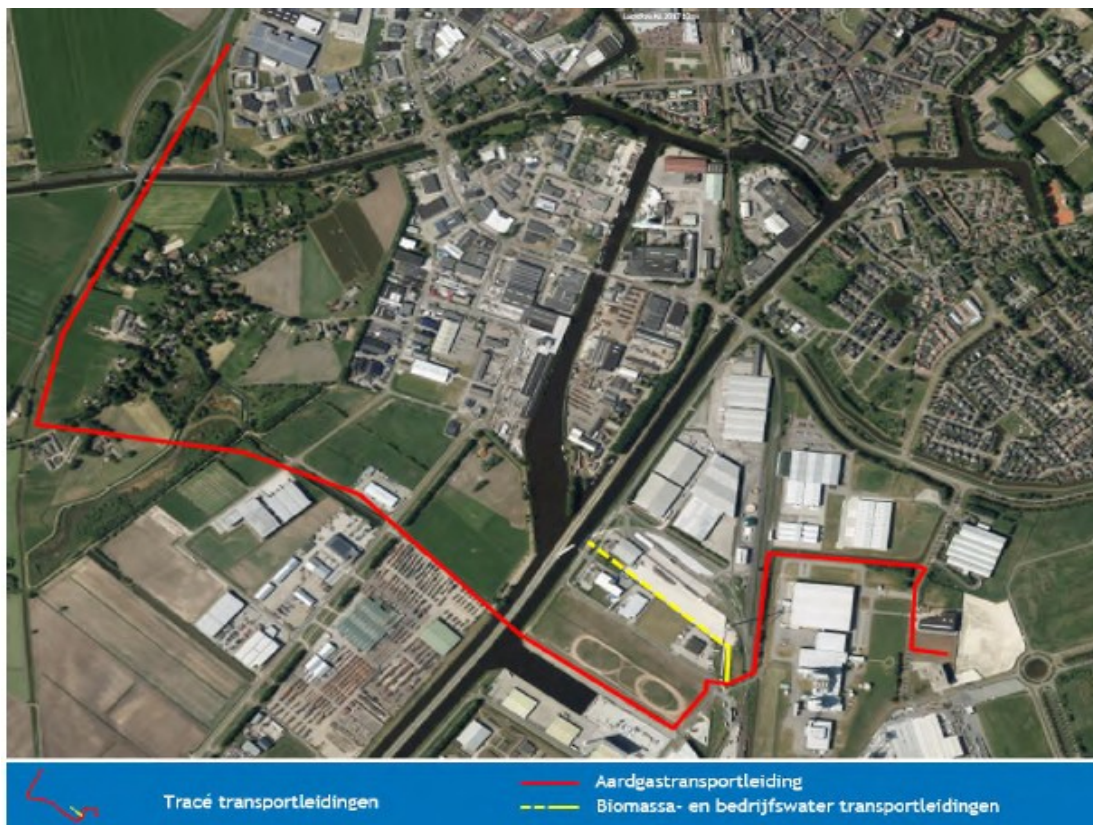 Tracé transportleidingen
Aardgastransportleiding
Biomassa- en bedrijfswater transportleidingen